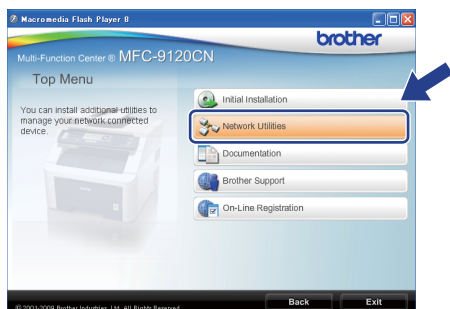 Macromedia Flash Player 8
brother
Multi-Function Center ® MFC-9120CN
Top Menu
You can install additional utilities to
manage your network connected
device.
Initial Installation
Network Utilities
Documentation
Brother Support
On-Line Registration
© 2001-2009 Brother Industries, Ltd. All Rights Reserved.
Back
Exit